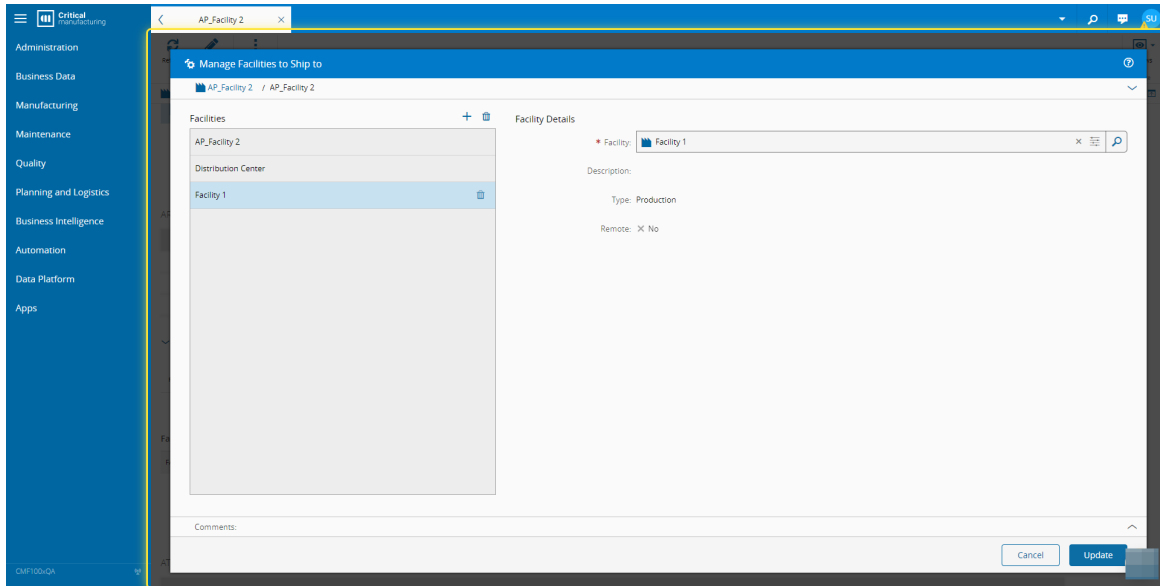 Critical
manufacturing
AP_Facility 2
SU
Administration
Business Data
Manufacturing
Maintenance
Quality
Planning and Logistics
Business Intelligence
Automation
Data Platform
Apps
CMF100xQA
Manage Facilities to Ship to
AP_Facility 2 / AP_Facility 2
Facilities
AP_Facility 2
Distribution Center
Facility 1
Facility Details
* Facility: Facility 1
Description:
Type: Production
Remote: No
Comments:
Cancel
Update